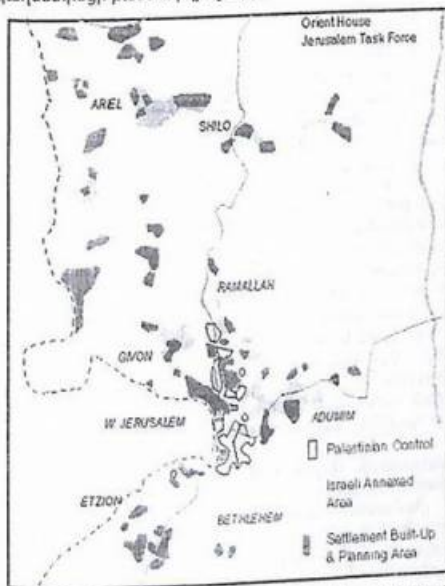 Orient House
Jerusalem Task Force
ARIEL
SHILO
RAMALLAH
GIVON
W. JERUSALEM
ADUMIM
Palestinian Control
Israeli Annexed
Area
ETZION
BETHLEHEM
Settlement Built-Up
& Planning Area